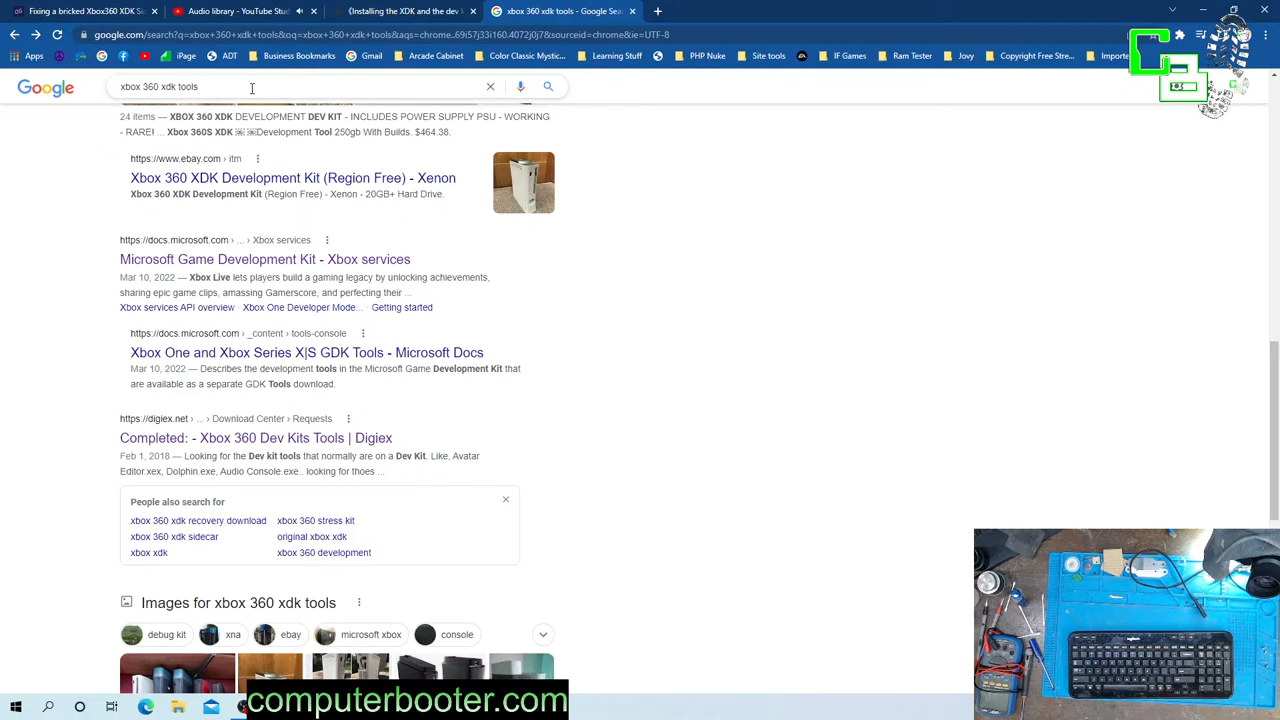 Fixing a bricked Xbox360 XDK Si
Audio library - YouTube Stud
(Installing the XDK and the dev k
xbox 360 xdk tools - Google Sea
google.com/search?q=xbox+360+xdk+tools&oq=xbox+360+xdk+tools&aqs=chrome..69i57j33i160.4072j0j7&sourceid=chrome&ie=UTF-8
Apps
iPage
ADT
Business Bookmarks
Gmail
Arcade
Amazon
Color Classic Mystic...
Learning Stuff
PHP Nuke
Site tools
IF Games
Ram Tester
Jovy
Copyright Free Stre...
Importe
Google
xbox 360 xdk tools
24 items — XBOX 360 XDK DEVELOPMENT DEV KIT - INCLUDES POWER SUPPLY PSU - WORKING
- RARE! ... Xbox 360S XDK Development Tool 250gb With Builds. $464.38.
https://www.ebay.com › itm
Xbox 360 XDK Development Kit (Region Free) - Xenon
Xbox 360 XDK Development Kit (Region Free) - Xenon - 20GB+ Hard Drive.
https://docs.microsoft.com › ... › Xbox services
Microsoft Game Development Kit - Xbox services
Mar 10, 2022 — Xbox Live lets players build a gaming legacy by unlocking achievements,
sharing epic game clips, amassing Gamerscore, and perfecting their ...
Xbox services API overview · Xbox One Developer Mode... · Getting started
https://docs.microsoft.com › _content › tools-console
Xbox One and Xbox Series X|S GDK Tools - Microsoft Docs
Mar 10, 2022 — Describes the development tools in the Microsoft Game Development Kit that
are available as a separate GDK Tools download.
https://digiex.net › ... › Download Center › Requests
Completed: - Xbox 360 Dev Kits Tools | Digiex
Feb 1, 2018 — Looking for the Dev kit tools that normally are on a Dev Kit. Like, Avatar
Editor.xex, Dolphin.exe, Audio Console.exe.. looking for thoes ...
People also search for
xbox 360 xdk recovery download
xbox 360 stress kit
xbox 360 xdk sidecar
original xbox xdk
xbox xdk
xbox 360 development
Images for xbox 360 xdk tools
debug kit
xna
ebay
microsoft xbox
console
computerbooter.com